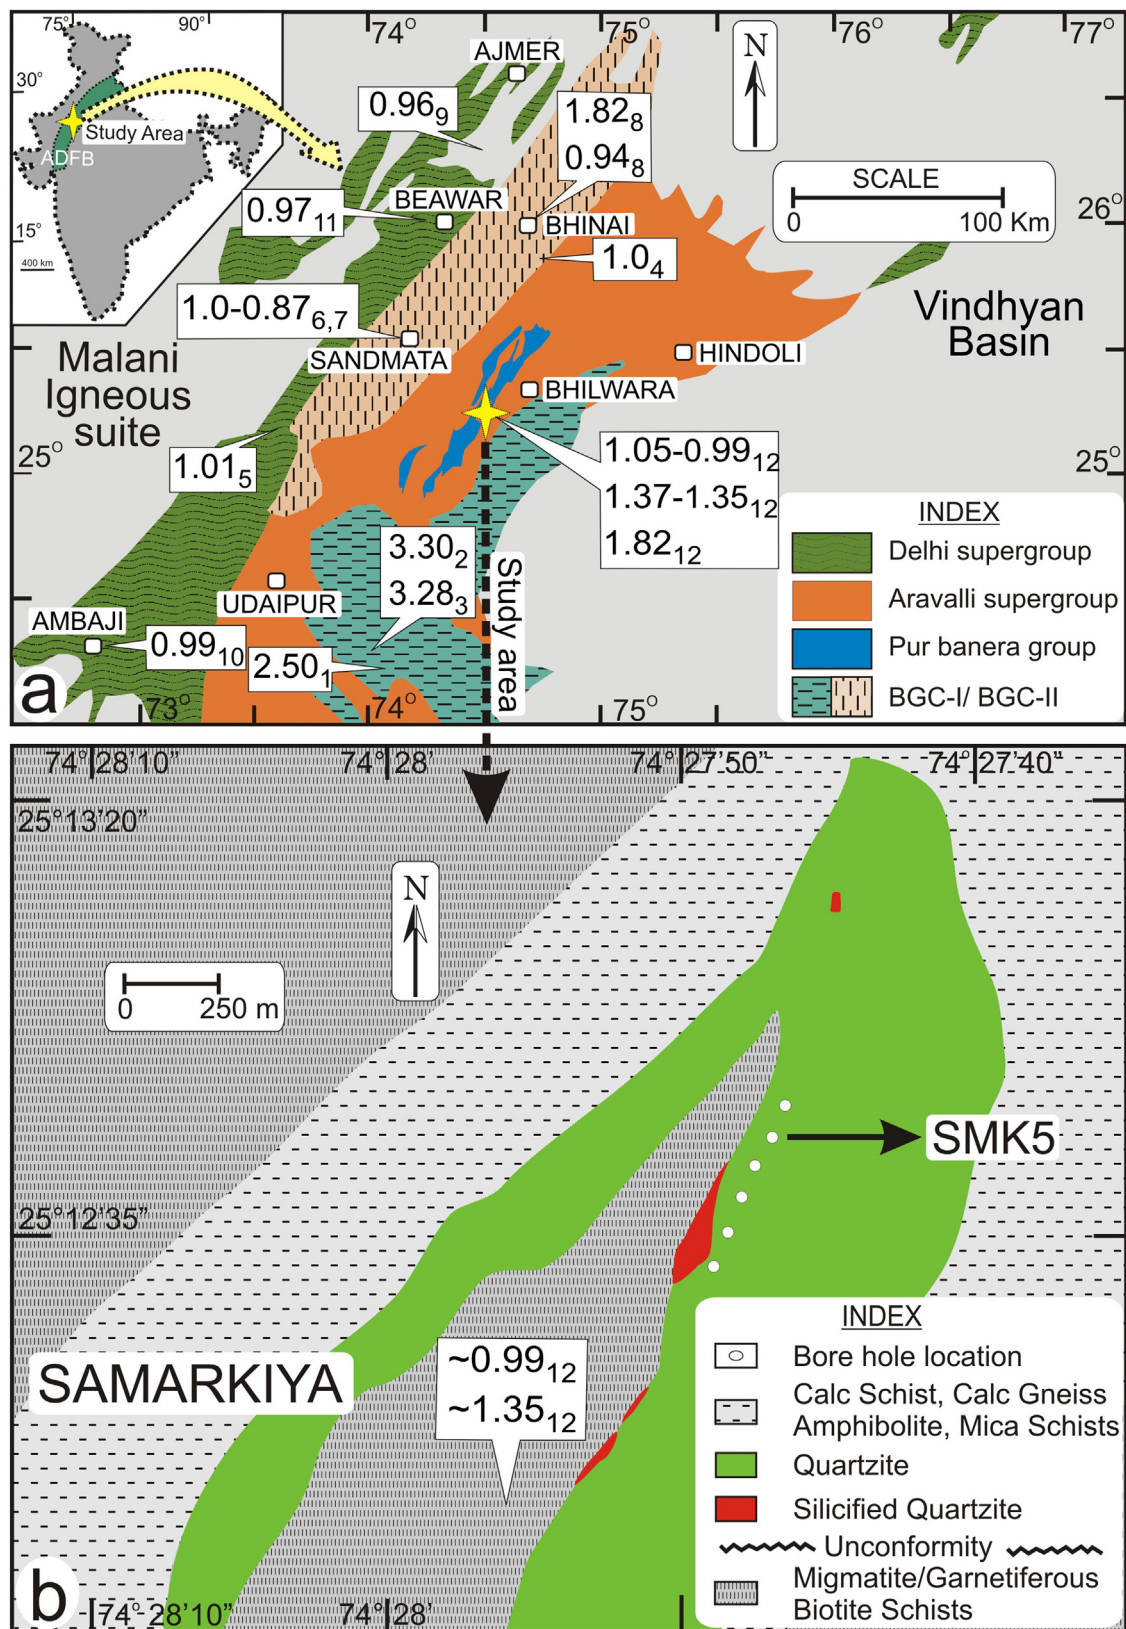 75°
90°
74°
75°
76°
77°
30°
15°
Study Area
ADFB
400 km
AJMER
N
0.96₉
1.82₈
0.94₈
SCALE
0
100 Km
BEAWAR
0.97₁₁
BHINAI
26°
1.0₄
1.0-0.87₆,₇
Vindhyan
Basin
SANDMATA
HINDOLI
Malani
Igneous
suite
BHILWARA
25°
1.01₅
1.05-0.99₁₂
1.37-1.35₁₂
1.82₁₂
25°
INDEX
Delhi supergroup
Aravalli supergroup
Pur banera group
BGC-I/ BGC-II
3.30₂
3.28₃
Study area
UDAIPUR
AMBAJI
0.99₁₀
2.50₁
a
73°
74°
75°
74°28'10"
74°28'
74°27'50"
74°27'40"
25°13'20"
N
0
250 m
SMK5
25°12'35"
SAMARKIYA
~0.99₁₂
~1.35₁₂
INDEX
Bore hole location
Calc Schist, Calc Gneiss
Amphibolite, Mica Schists
Quartzite
Silicified Quartzite
Unconformity
Migmatite/Garnetiferous
Biotite Schists
b
74°28'10"
74°28'